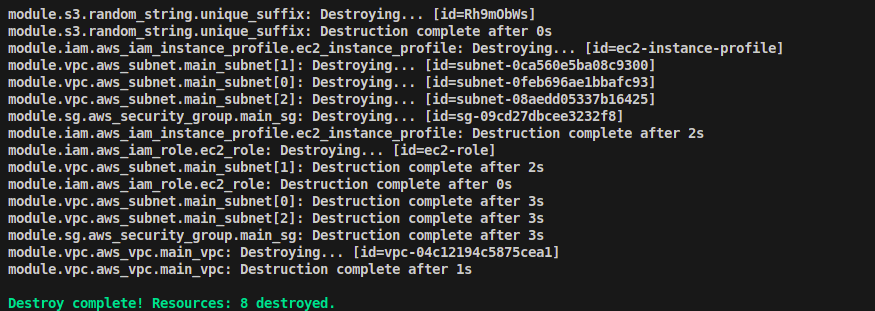 module.s3.random_string.unique_suffix: Destroying... [id=Rh9mObWs]
module.s3.random_string.unique_suffix: Destruction complete after 0s
module.iam.aws_iam_instance_profile.ec2_instance_profile: Destroying... [id=ec2-instance-profile]
module.vpc.aws_subnet.main_subnet[1]: Destroying... [id=subnet-0ca560e5ba08c9300]
module.vpc.aws_subnet.main_subnet[0]: Destroying... [id=subnet-0feb696ae1bbafc93]
module.vpc.aws_subnet.main_subnet[2]: Destroying... [id=subnet-08aedd05337b16425]
module.sg.aws_security_group.main_sg: Destroying... [id=sg-09cd27dbcee3232f8]
module.iam.aws_iam_instance_profile.ec2_instance_profile: Destruction complete after 2s
module.iam.aws_iam_role.ec2_role: Destroying... [id=ec2-role]
module.vpc.aws_subnet.main_subnet[1]: Destruction complete after 2s
module.iam.aws_iam_role.ec2_role: Destruction complete after 0s
module.vpc.aws_subnet.main_subnet[0]: Destruction complete after 3s
module.vpc.aws_subnet.main_subnet[2]: Destruction complete after 3s
module.sg.aws_security_group.main_sg: Destruction complete after 3s
module.vpc.aws_vpc.main_vpc: Destroying... [id=vpc-04c12194c5875cea1]
module.vpc.aws_vpc.main_vpc: Destruction complete after 1s
Destroy complete! Resources: 8 destroyed.